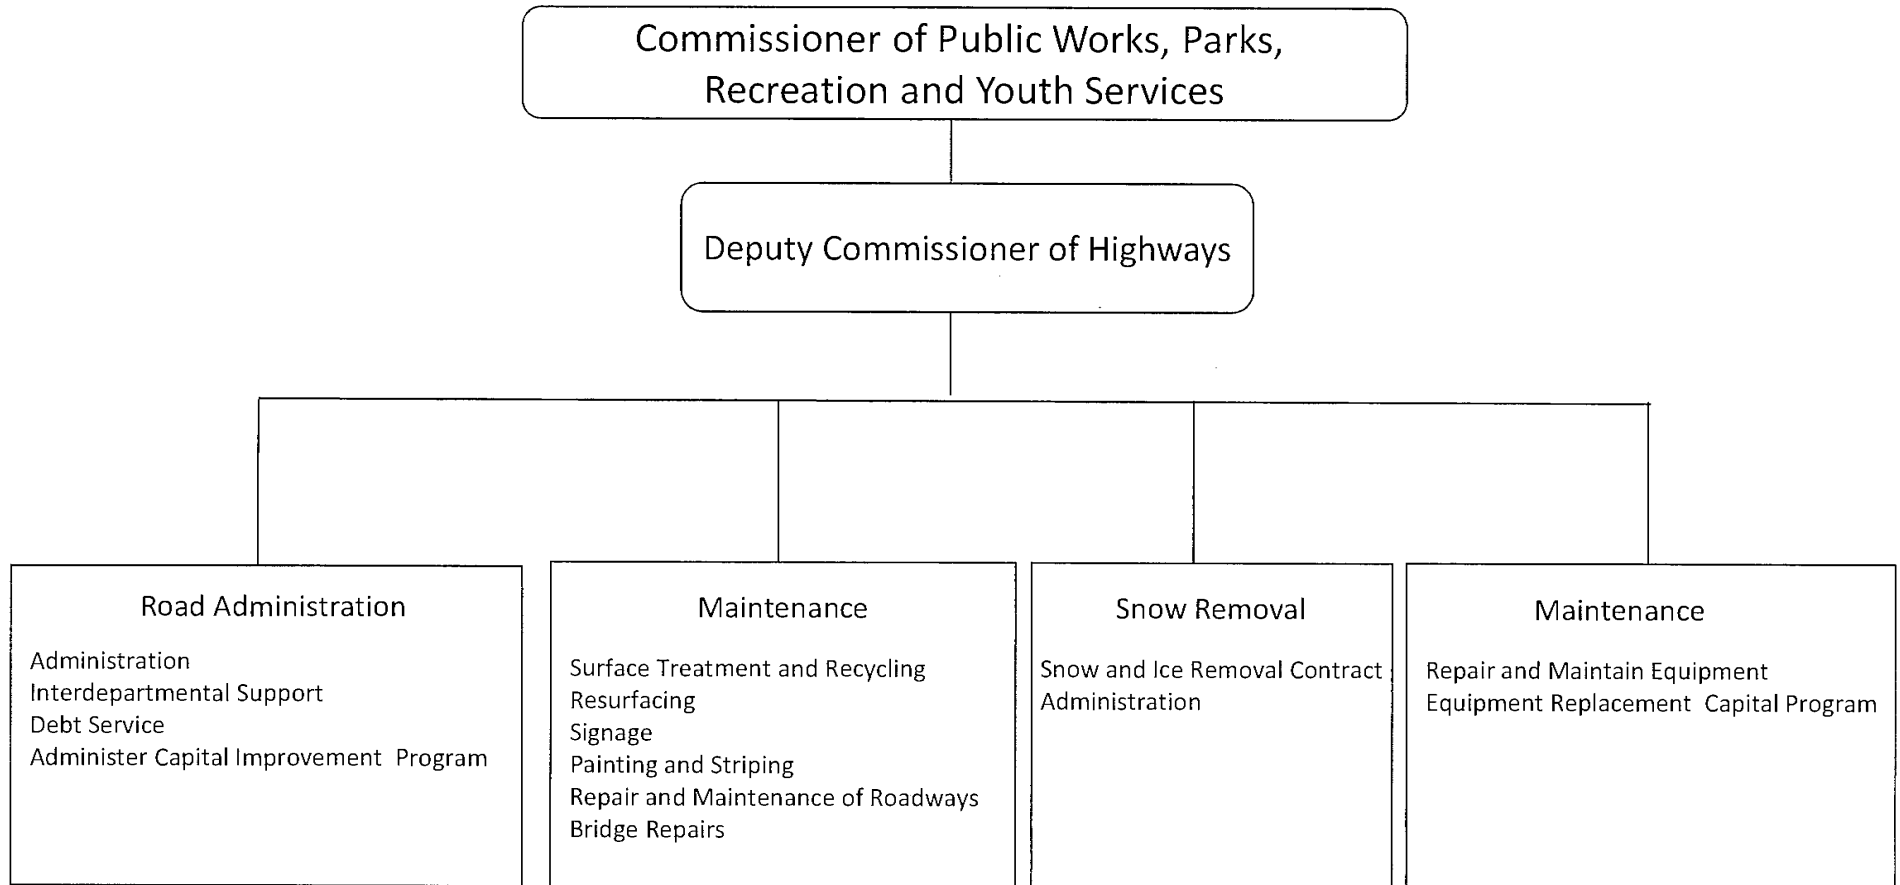 Commissioner of Public Works, Parks,
Recreation and Youth Services
Deputy Commissioner of Highways
Road Administration
Administration
Interdepartmental Support
Debt Service
Administer Capital Improvement Program
Maintenance
Surface Treatment and Recycling
Resurfacing
Signage
Painting and Striping
Repair and Maintenance of Roadways
Bridge Repairs
Snow Removal
Snow and Ice Removal Contract
Administration
Maintenance
Repair and Maintain Equipment
Equipment Replacement Capital Program